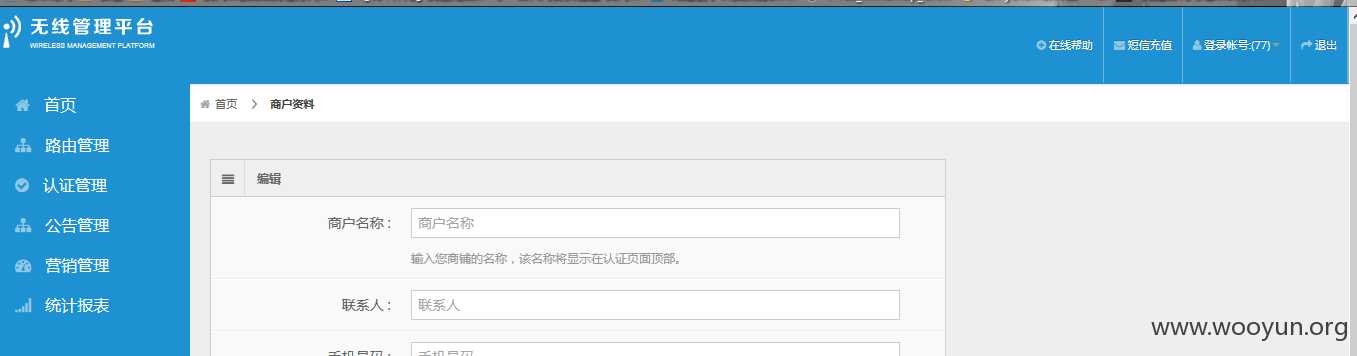 无线管理平台
WIRELESS MANAGEMENT PLATFORM
在线帮助
短信充值
登录帐号:(77)
退出
首页
路由管理
认证管理
公告管理
营销管理
统计报表
首页 > 商户资料
编辑
商户名称： 商户名称
输入您商铺的名称，该名称将显示在认证页面顶部。
联系人： 联系人
手机号码： 手机号码
www.wooyun.org